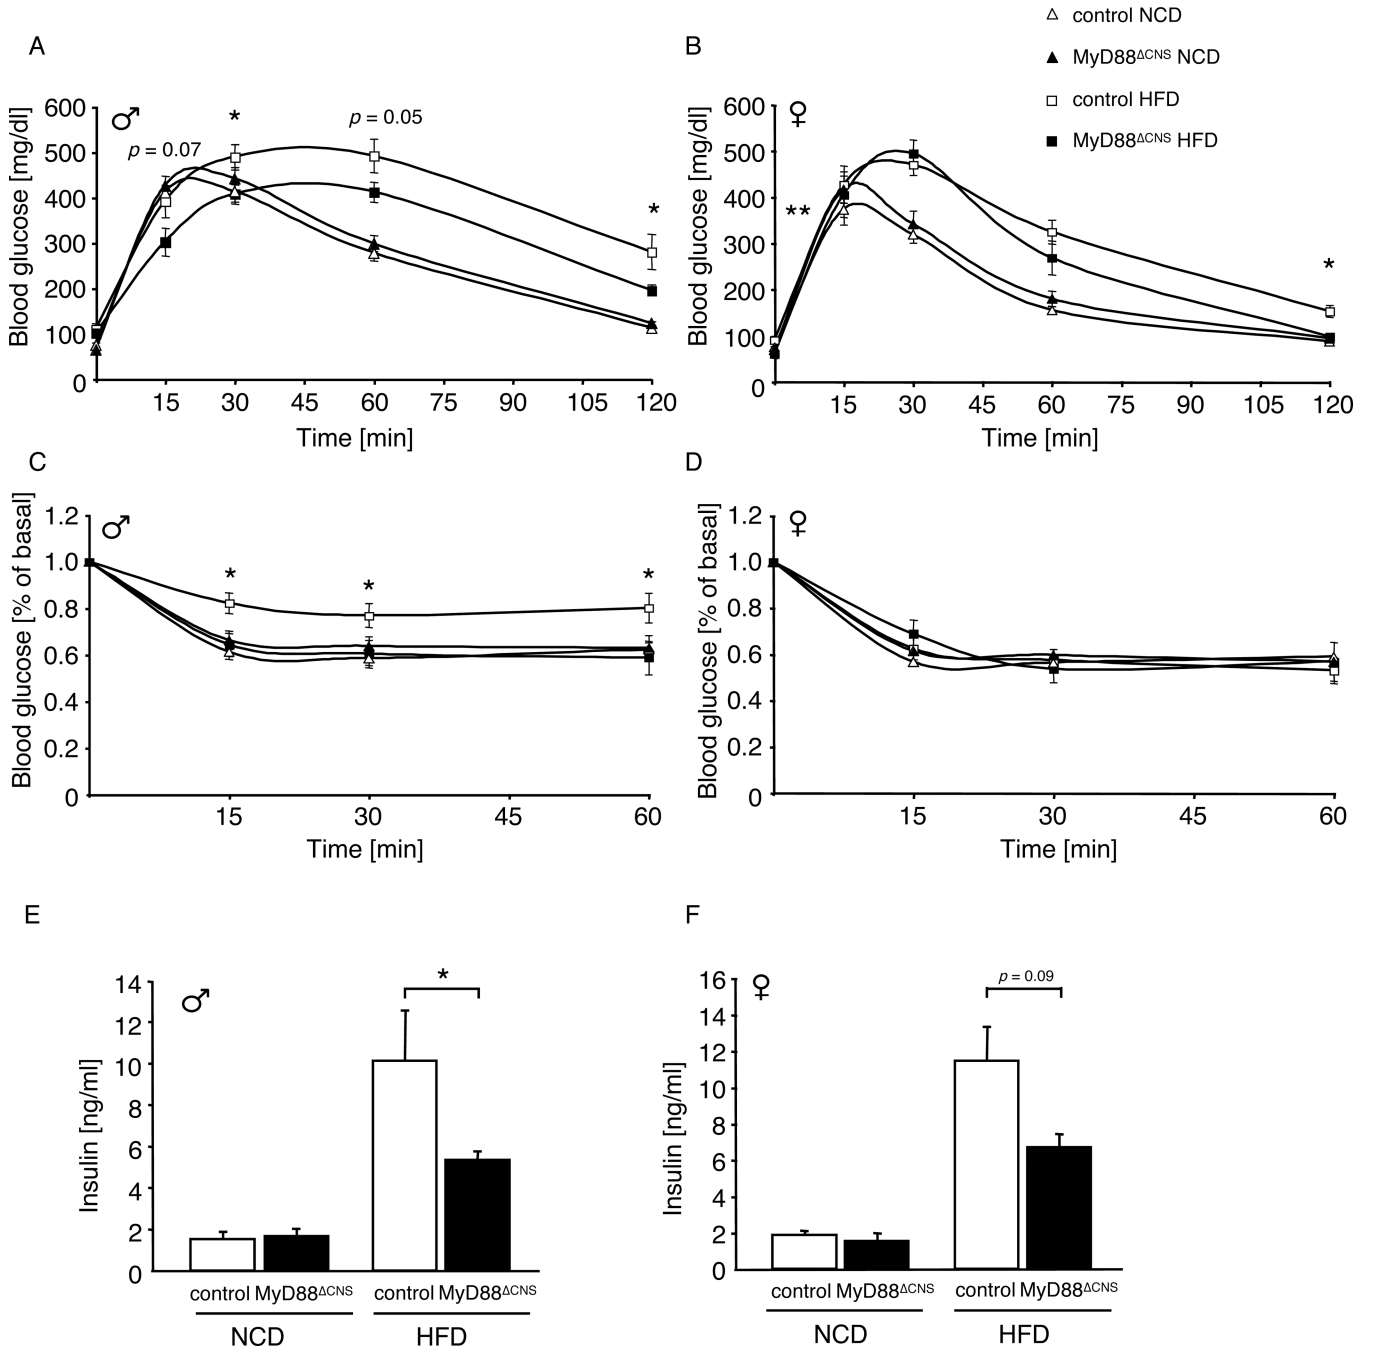 △ control NCD
▲ MyD88ΔCNS NCD
□ control HFD
■ MyD88ΔCNS HFD
A
♂
Blood glucose [mg/dl]
600
500
400
300
200
100
0
p = 0.07
*
p = 0.05
*
15 30 45 60 75 90 105 120
Time [min]
B
♀
Blood glucose [mg/dl]
600
500
400
300
200
100
0
**
*
15 30 45 60 75 90 105 120
Time [min]
C
♂
Blood glucose [% of basal]
1.2
1.0
0.8
0.6
0.4
0.2
0
* * *
15 30 45 60
Time [min]
D
♀
Blood glucose [% of basal]
1.2
1.0
0.8
0.6
0.4
0.2
0
15 30 45 60
Time [min]
E
♂
Insulin [ng/ml]
14
12
10
8
6
4
2
0
*
control MyD88ΔCNS control MyD88ΔCNS
NCD HFD
F
♀
Insulin [ng/ml]
16
14
12
10
8
6
4
2
0
p = 0.09
control MyD88ΔCNS control MyD88ΔCNS
NCD HFD